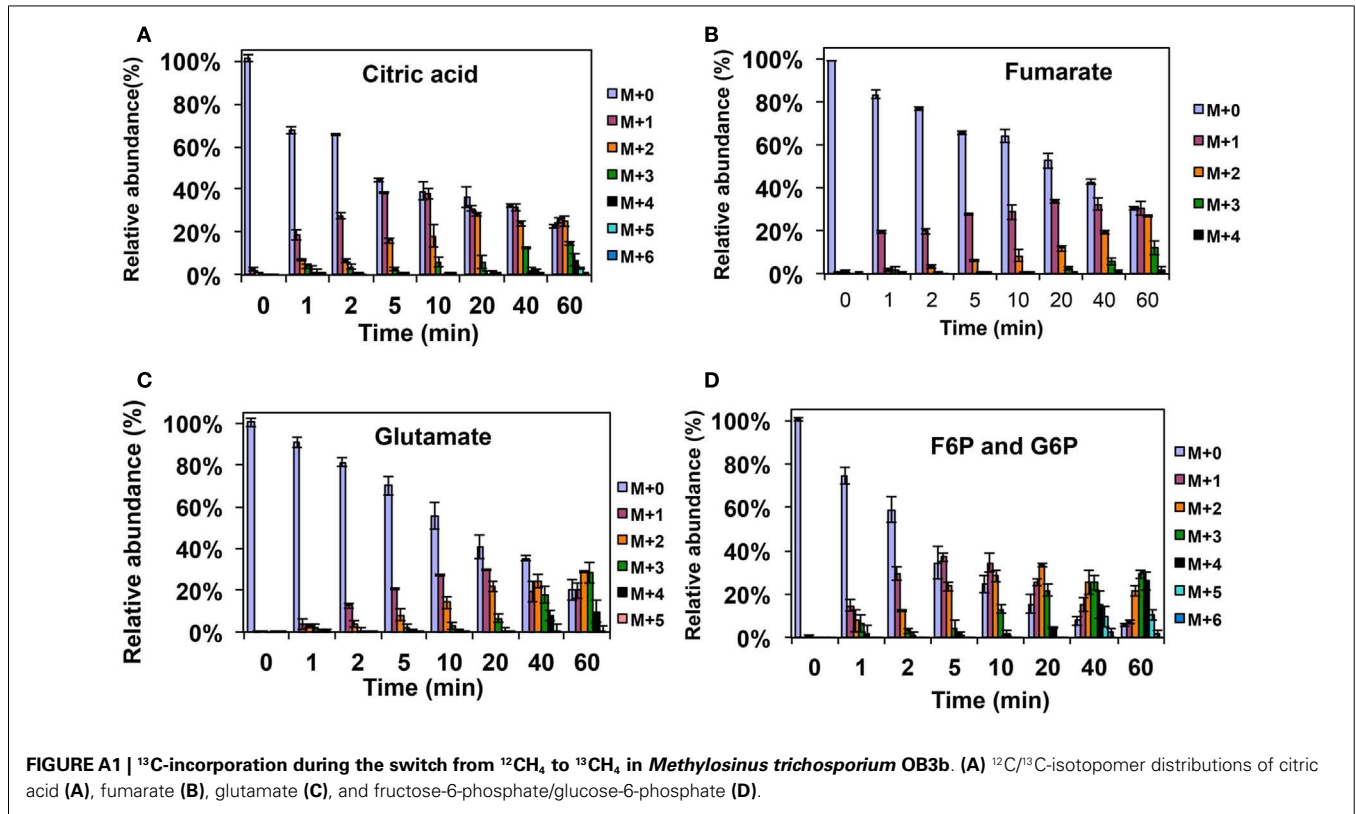 A
Citric acid
Relative abundance(%)
100%
80%
60%
40%
20%
0%
0 1 2 5 10 20 40 60
Time (min)
M+0
M+1
M+2
M+3
M+4
M+5
M+6
B
Fumarate
Relative abundance (%)
100%
80%
60%
40%
20%
0%
0 1 2 5 10 20 40 60
Time (min)
M+0
M+1
M+2
M+3
M+4
C
Glutamate
Relative abundance (%)
100%
80%
60%
40%
20%
0%
0 1 2 5 10 20 40 60
Time (min)
M+0
M+1
M+2
M+3
M+4
M+5
D
F6P and G6P
Relative abundance (%)
100%
80%
60%
40%
20%
0%
0 1 2 5 10 20 40 60
Time (min)
M+0
M+1
M+2
M+3
M+4
M+5
M+6
FIGURE A1 | ¹³C-incorporation during the switch from ¹²CH₄ to ¹³CH₄ in Methylosinus trichosporium OB3b. (A) ¹²C/¹³C-isotopomer distributions of citric
acid (A), fumarate (B), glutamate (C), and fructose-6-phosphate/glucose-6-phosphate (D).